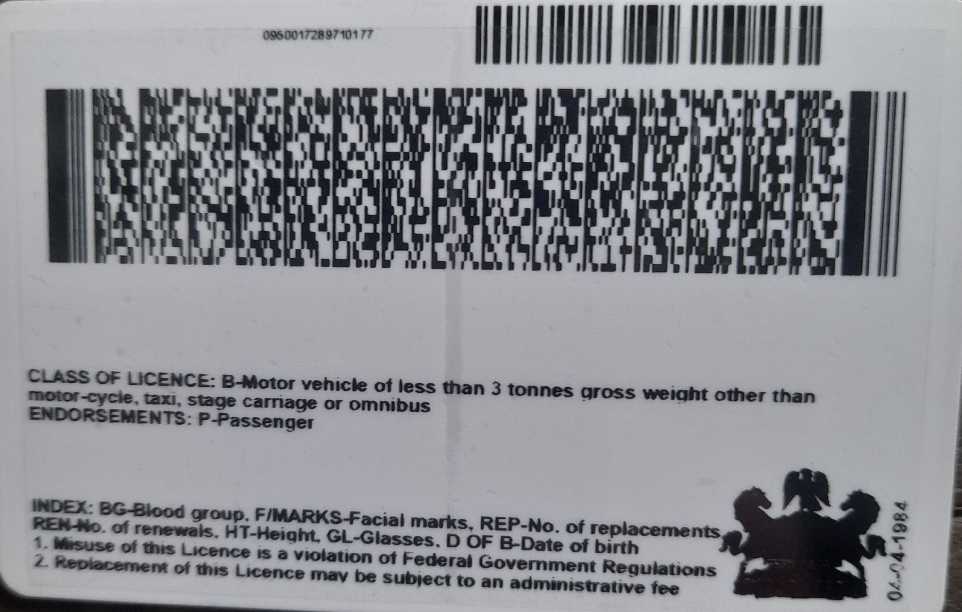 0960017289710177
CLASS OF LICENCE: B-Motor vehicle of less than 3 tonnes gross weight other than
motor-cycle, taxi, stage carriage or omnibus
ENDORSEMENTS: P-Passenger
INDEX: BG-Blood group, F/MARKS-Facial marks, REP-No. of replacements
REN-No. of renewals, HT-Height, GL-Glasses, D OF B-Date of birth
1. Misuse of this Licence is a violation of Federal Government Regulations
2. Replacement of this Licence may be subject to an administrative fee
04-04-1984